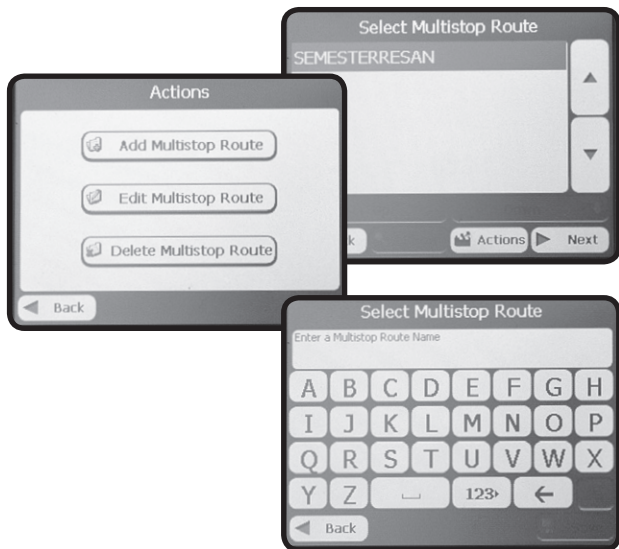 Select Multistop Route
SEMESTERRESAN
k
Actions
Next
Actions
Add Multistop Route
Edit Multistop Route
Delete Multistop Route
Back
Select Multistop Route
Enter a Multistop Route Name
A B C D E F G H
I J K L M N O P
Q R S T U V W X
Y Z 123
Back